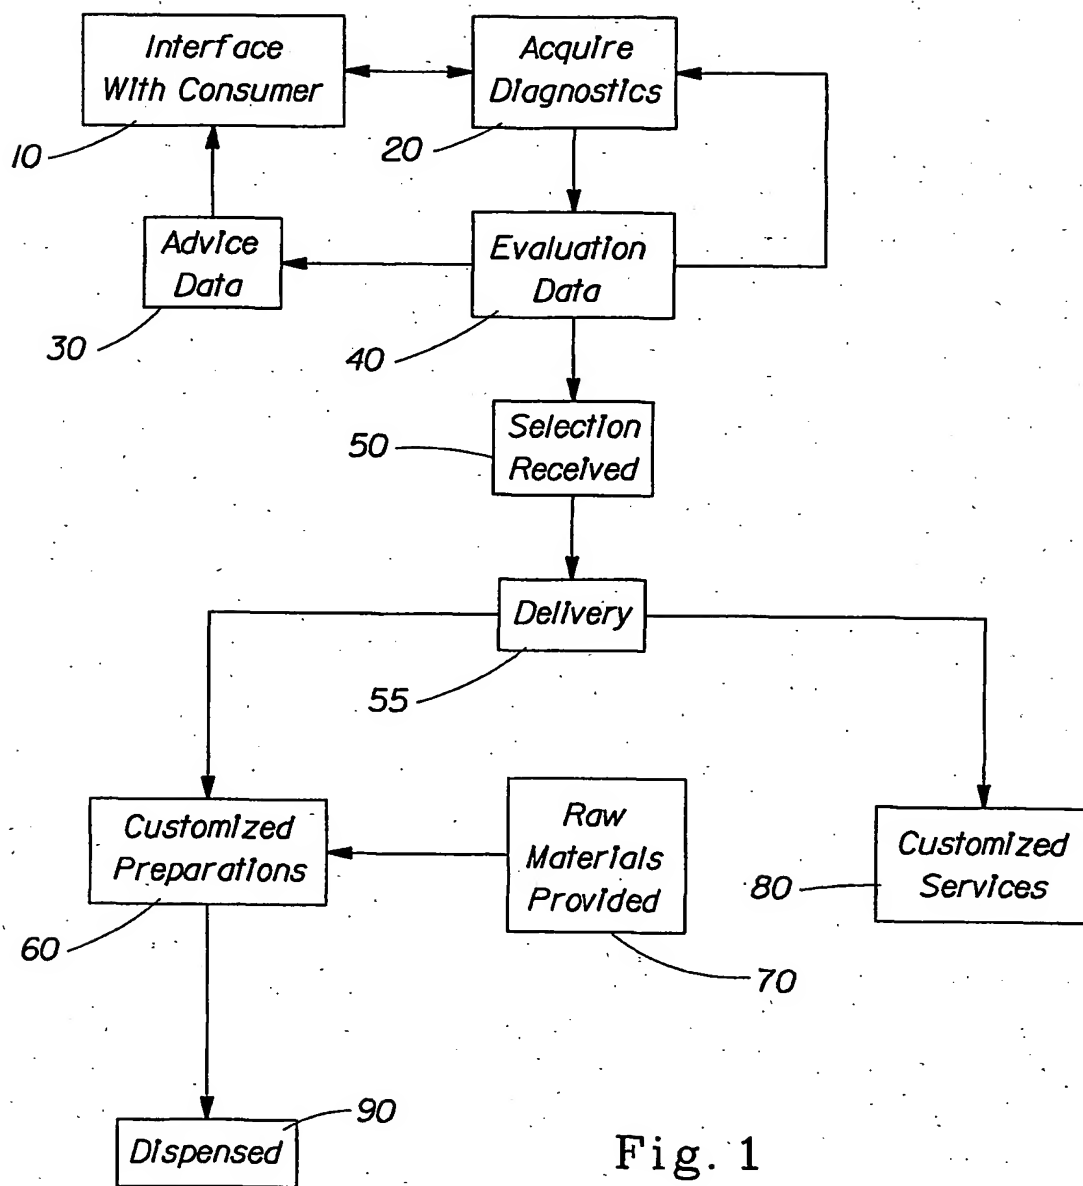 Interface
With Consumer
10
Acquire
Diagnostics
20
Advice
Data
30
Evaluation
Data
40
Selection
Received
50
Delivery
55
Customized
Preparations
60
Raw
Materials
Provided
70
Customized
Services
80
Dispensed
90
Fig. 1